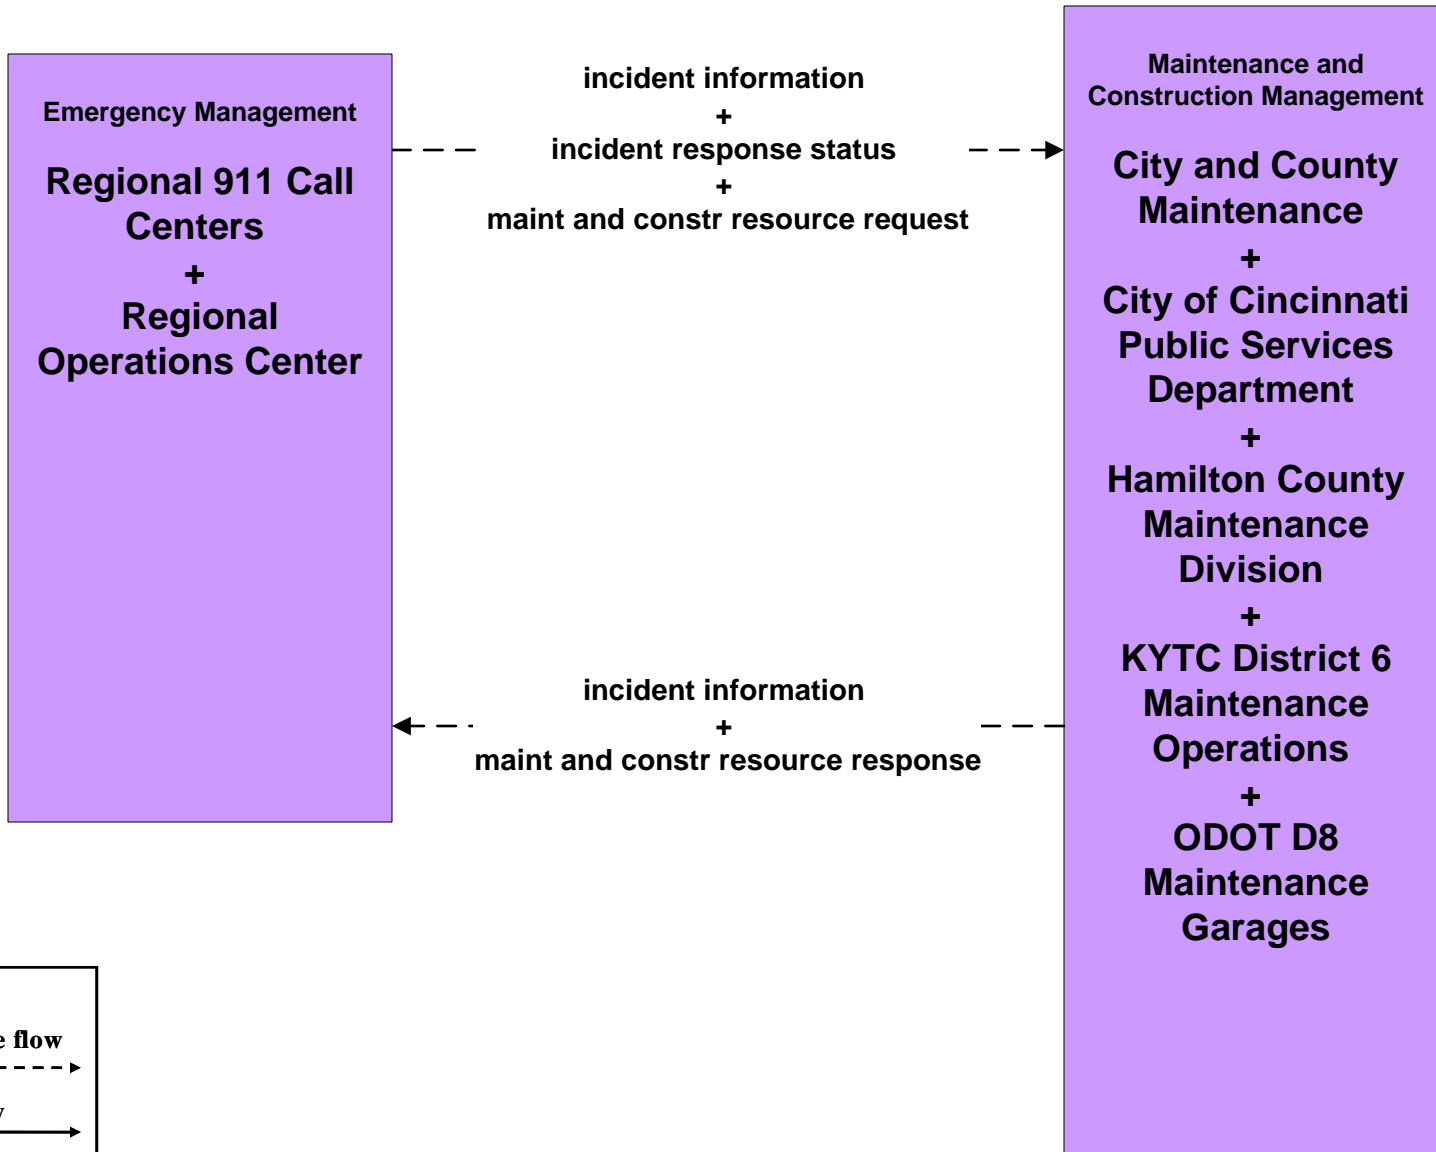 Emergency Management
Regional 911 Call
Centers
+
Regional
Operations Center
incident information
+
incident response status
+
maint and constr resource request
incident information
+
maint and constr resource response
Maintenance and
Construction Management
City and County
Maintenance
+
City of Cincinnati
Public Services
Department
+
Hamilton County
Maintenance
Division
+
KYTC District 6
Maintenance
Operations
+
ODOT D8
Maintenance
Garages
flow